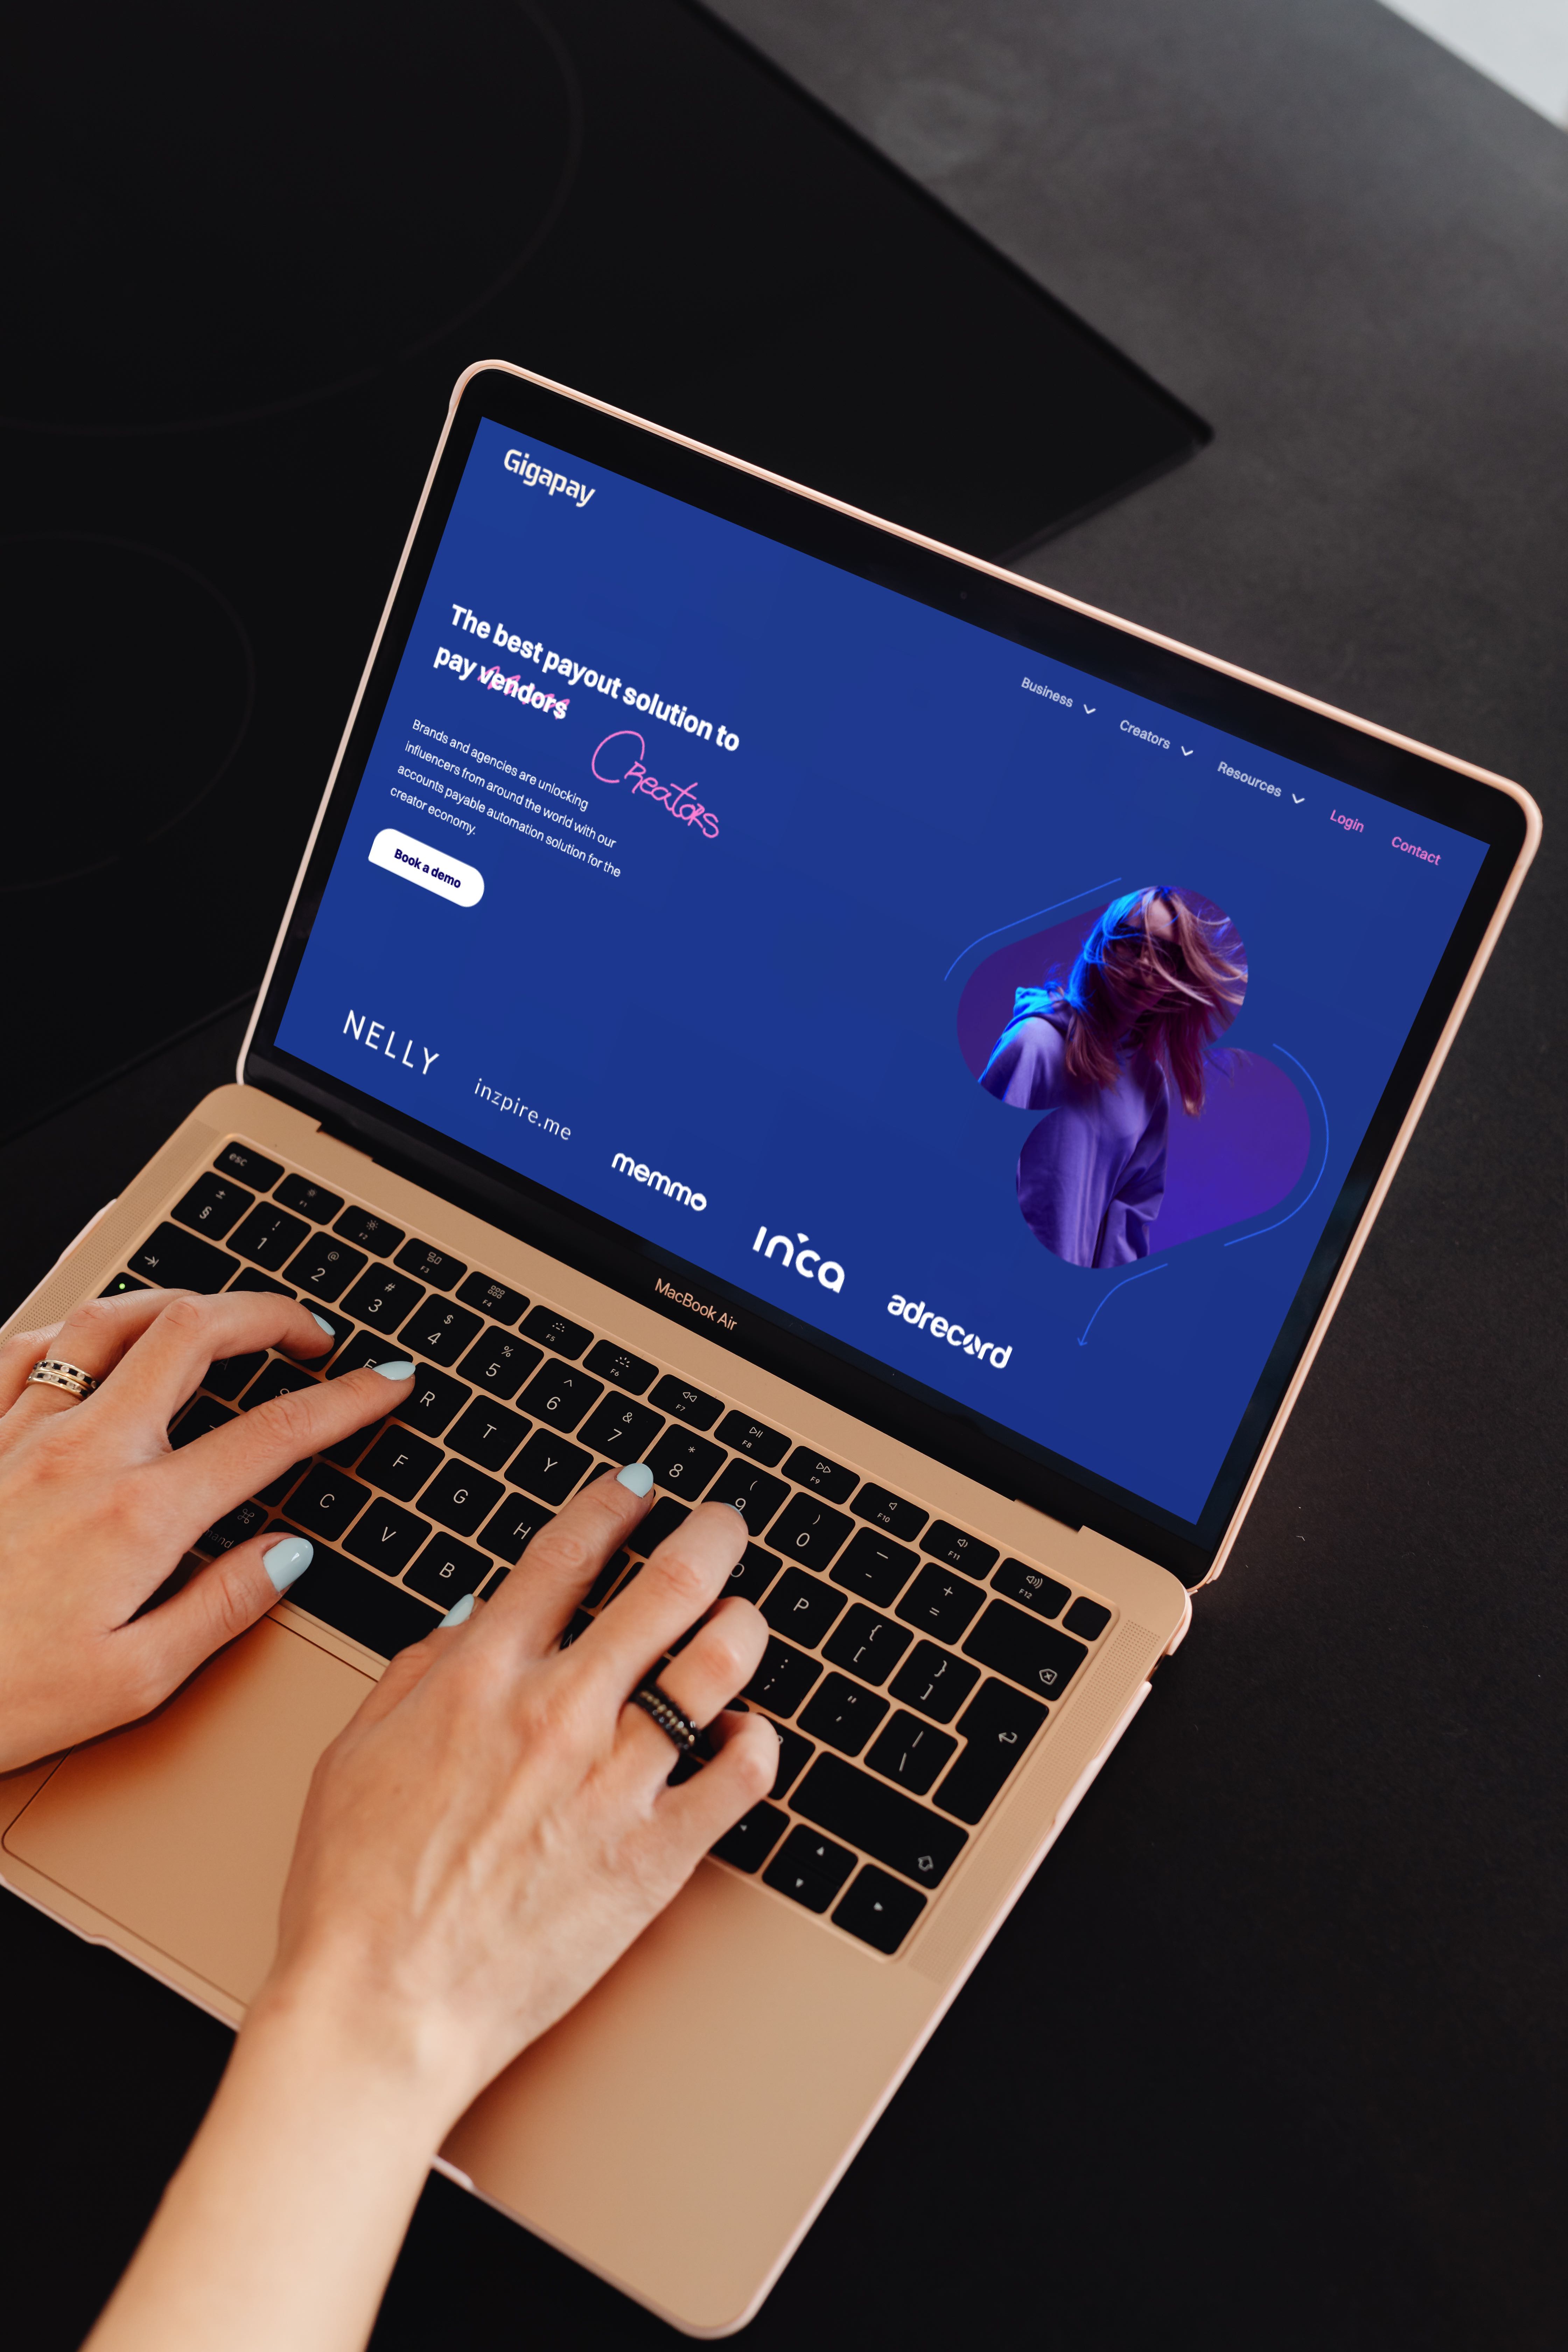 Gigapay
Business
Creators
Resources
Login
Contact
The best payout solution to
pay vendors
Creators
Brands and agencies are unlocking
influencers from around the world with our
accounts payable automation solution for the
creator economy.
Book a demo
NELLY
inzpire.me
memmo
inca
adrecord
MacBook Air
esc
F1
F2
F3
F4
F5
F6
F7
F8
F9
F10
F11
F12
± § ! 1 @ 2 # 3 $ 4 % 5 ^ 6 & 7 * 8 ( 9 ) 0 _ - + =
E R T Y O P { [ } ]
F G H : ; " ' | \
C V B
⌘